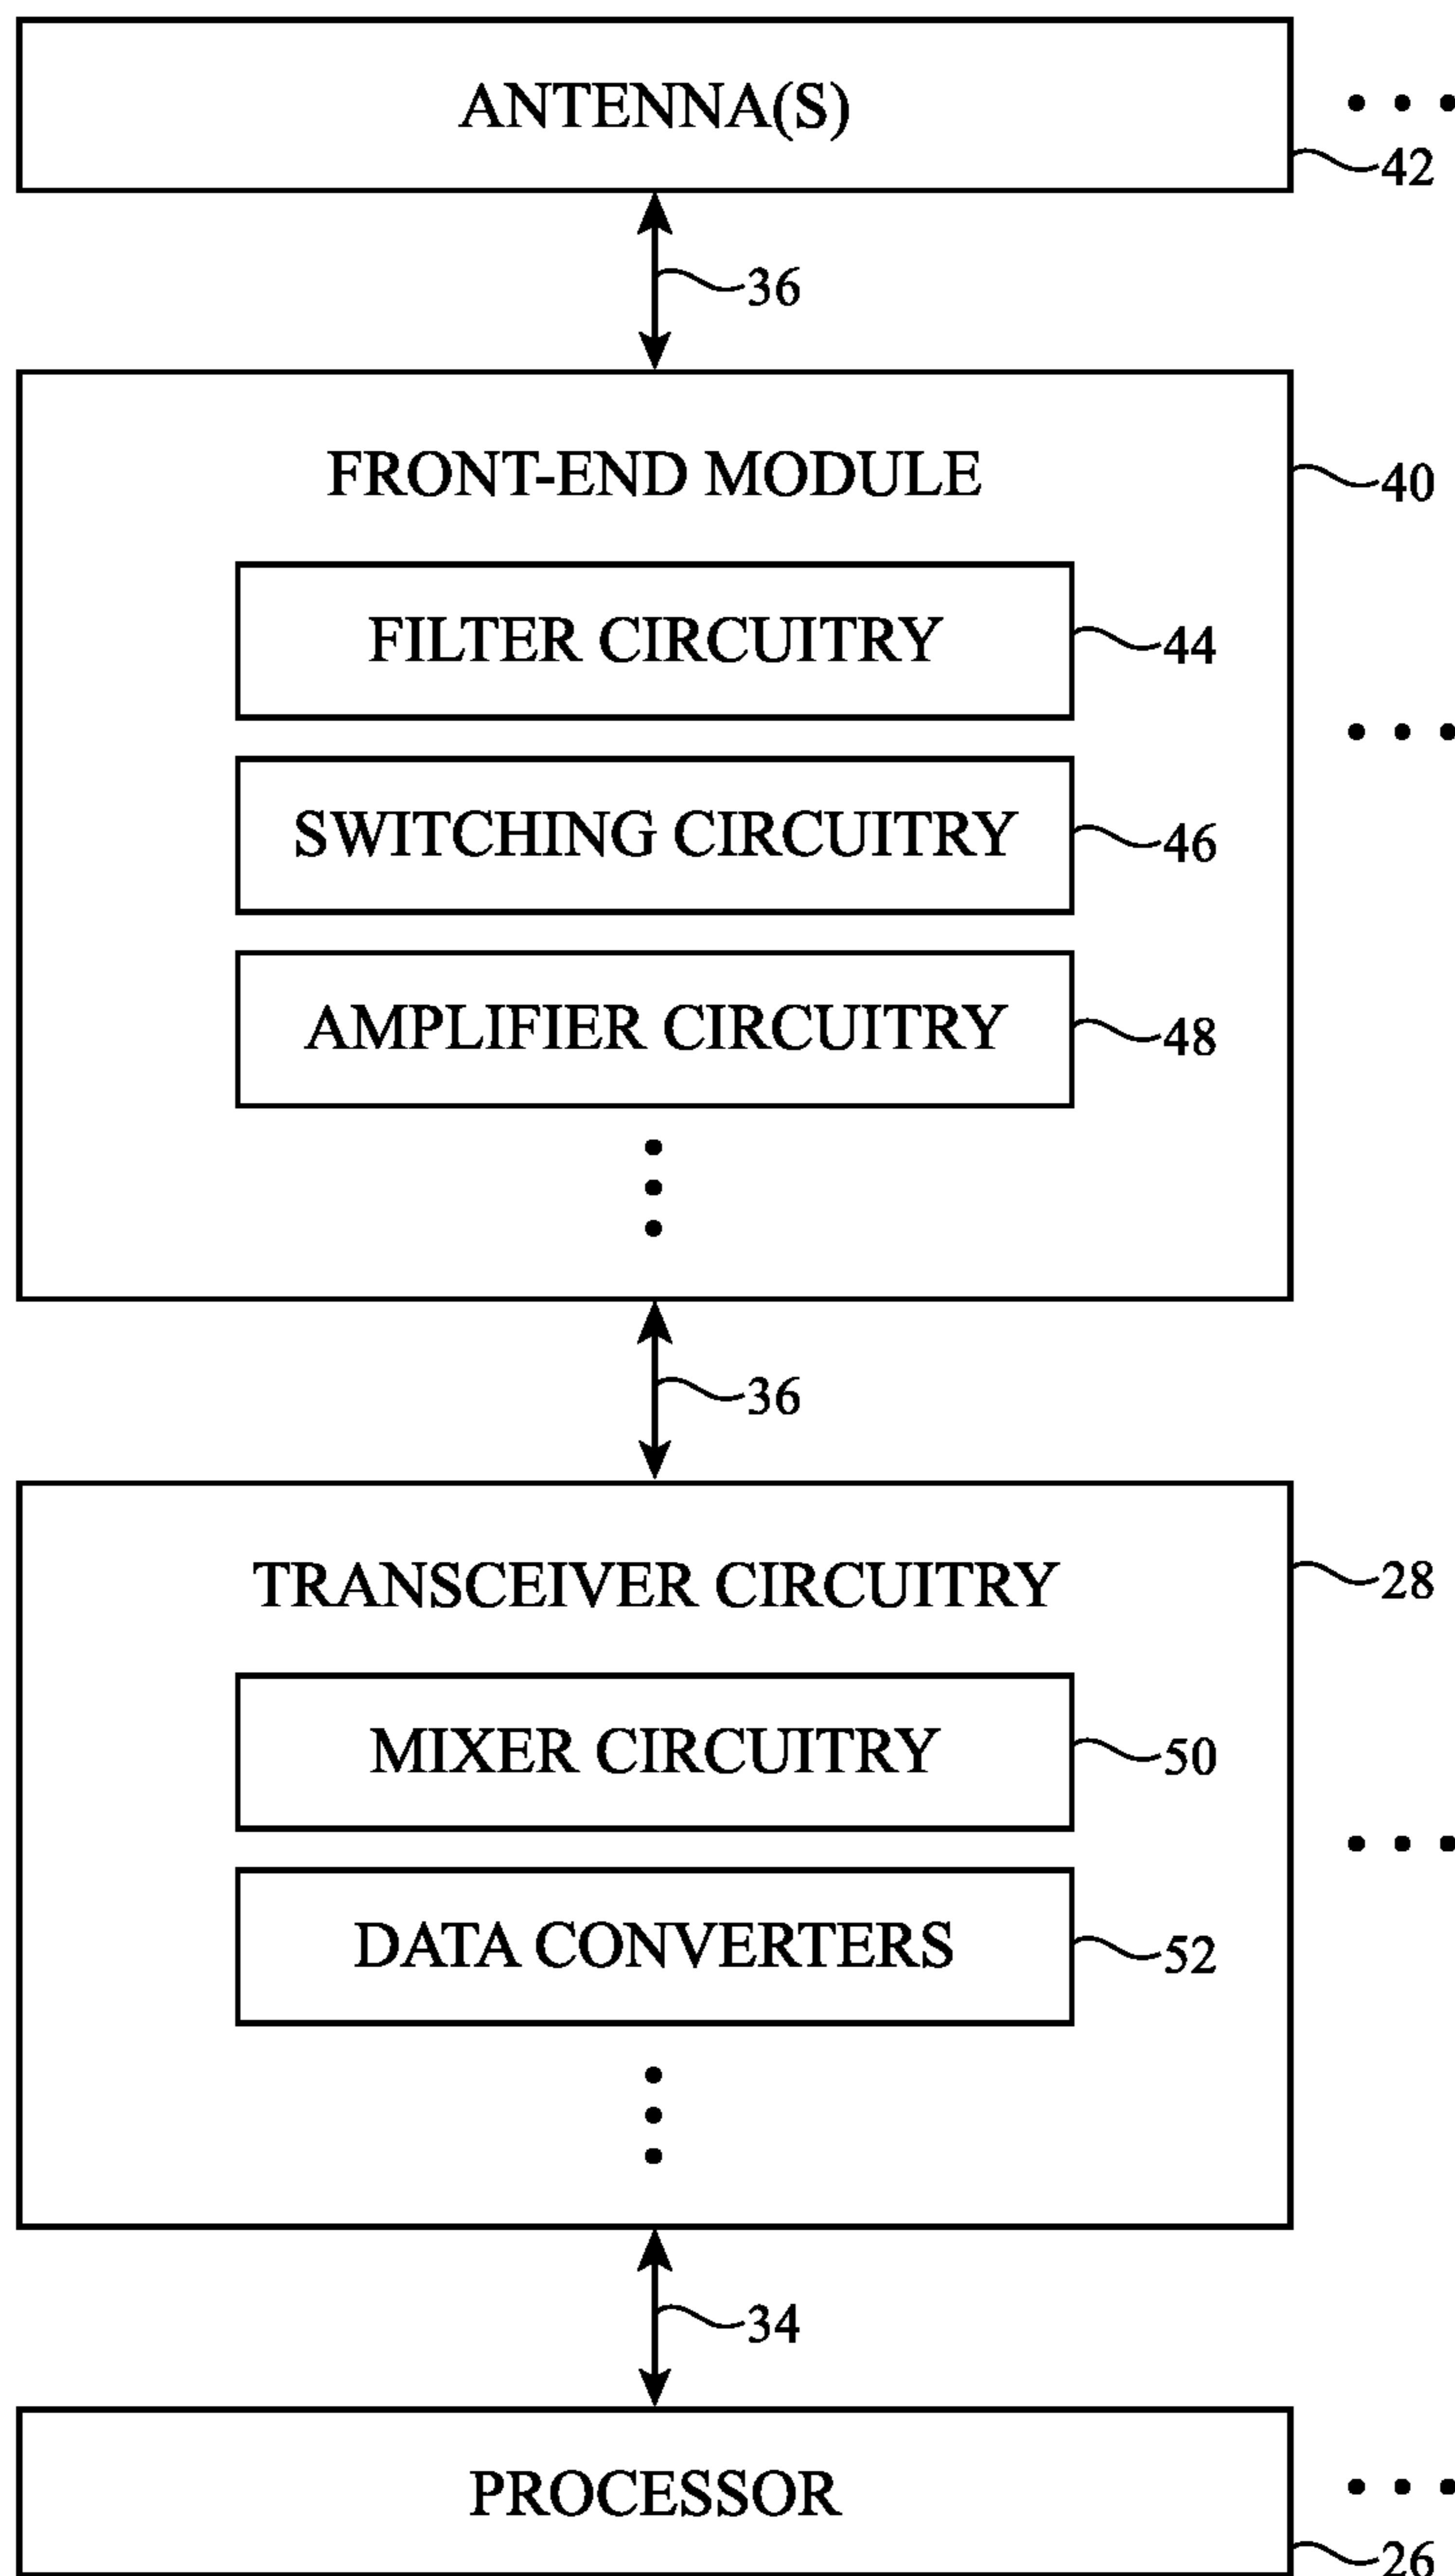 ANTENNA(S)
42
36
FRONT-END MODULE
40
FILTER CIRCUITRY
44
SWITCHING CIRCUITRY
46
AMPLIFIER CIRCUITRY
48
36
TRANSCEIVER CIRCUITRY
28
MIXER CIRCUITRY
50
DATA CONVERTERS
52
34
PROCESSOR
26